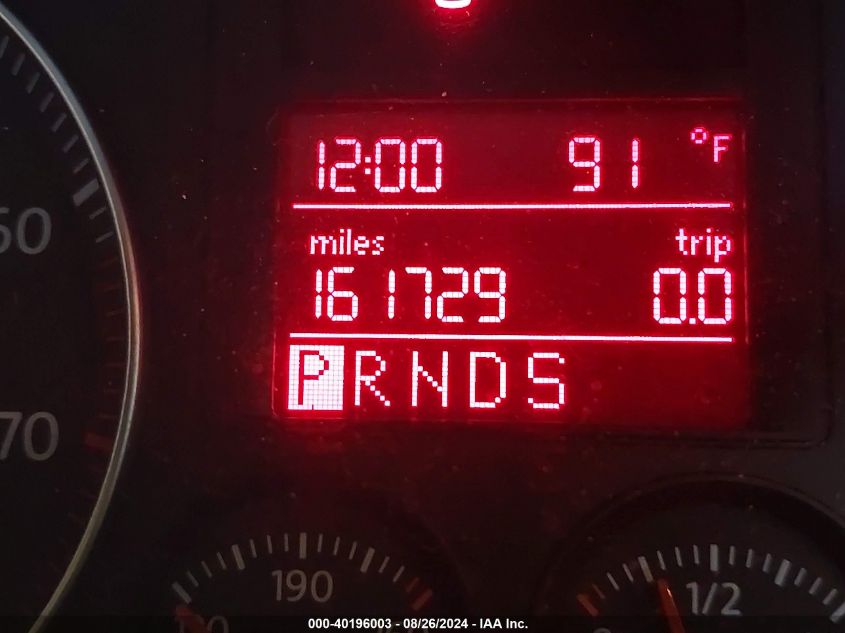 12:00 91 °F
miles trip
161729 0.0
P R N D S
70
190
1/2
000-40196003 - 08/26/2024 - IAA Inc.